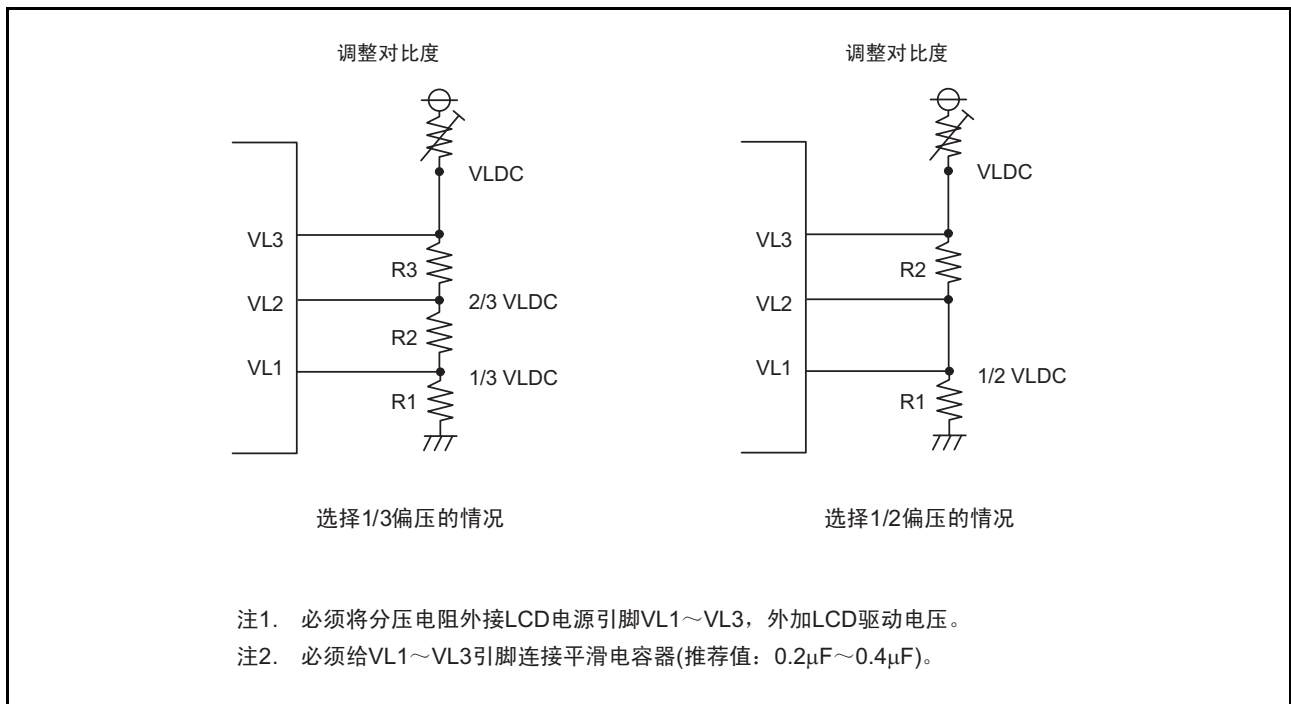 调整对比度
VLDC
VL3
R3
VL2
2/3 VLDC
R2
VL1
1/3 VLDC
R1
选择1/3偏压的情况
调整对比度
VLDC
VL3
R2
VL2
VL1
1/2 VLDC
R1
选择1/2偏压的情况
注1. 必须将分压电阻外接LCD电源引脚VL1～VL3，外加LCD驱动电压。
注2. 必须给VL1～VL3引脚连接平滑电容器(推荐值：0.2μF～0.4μF)。